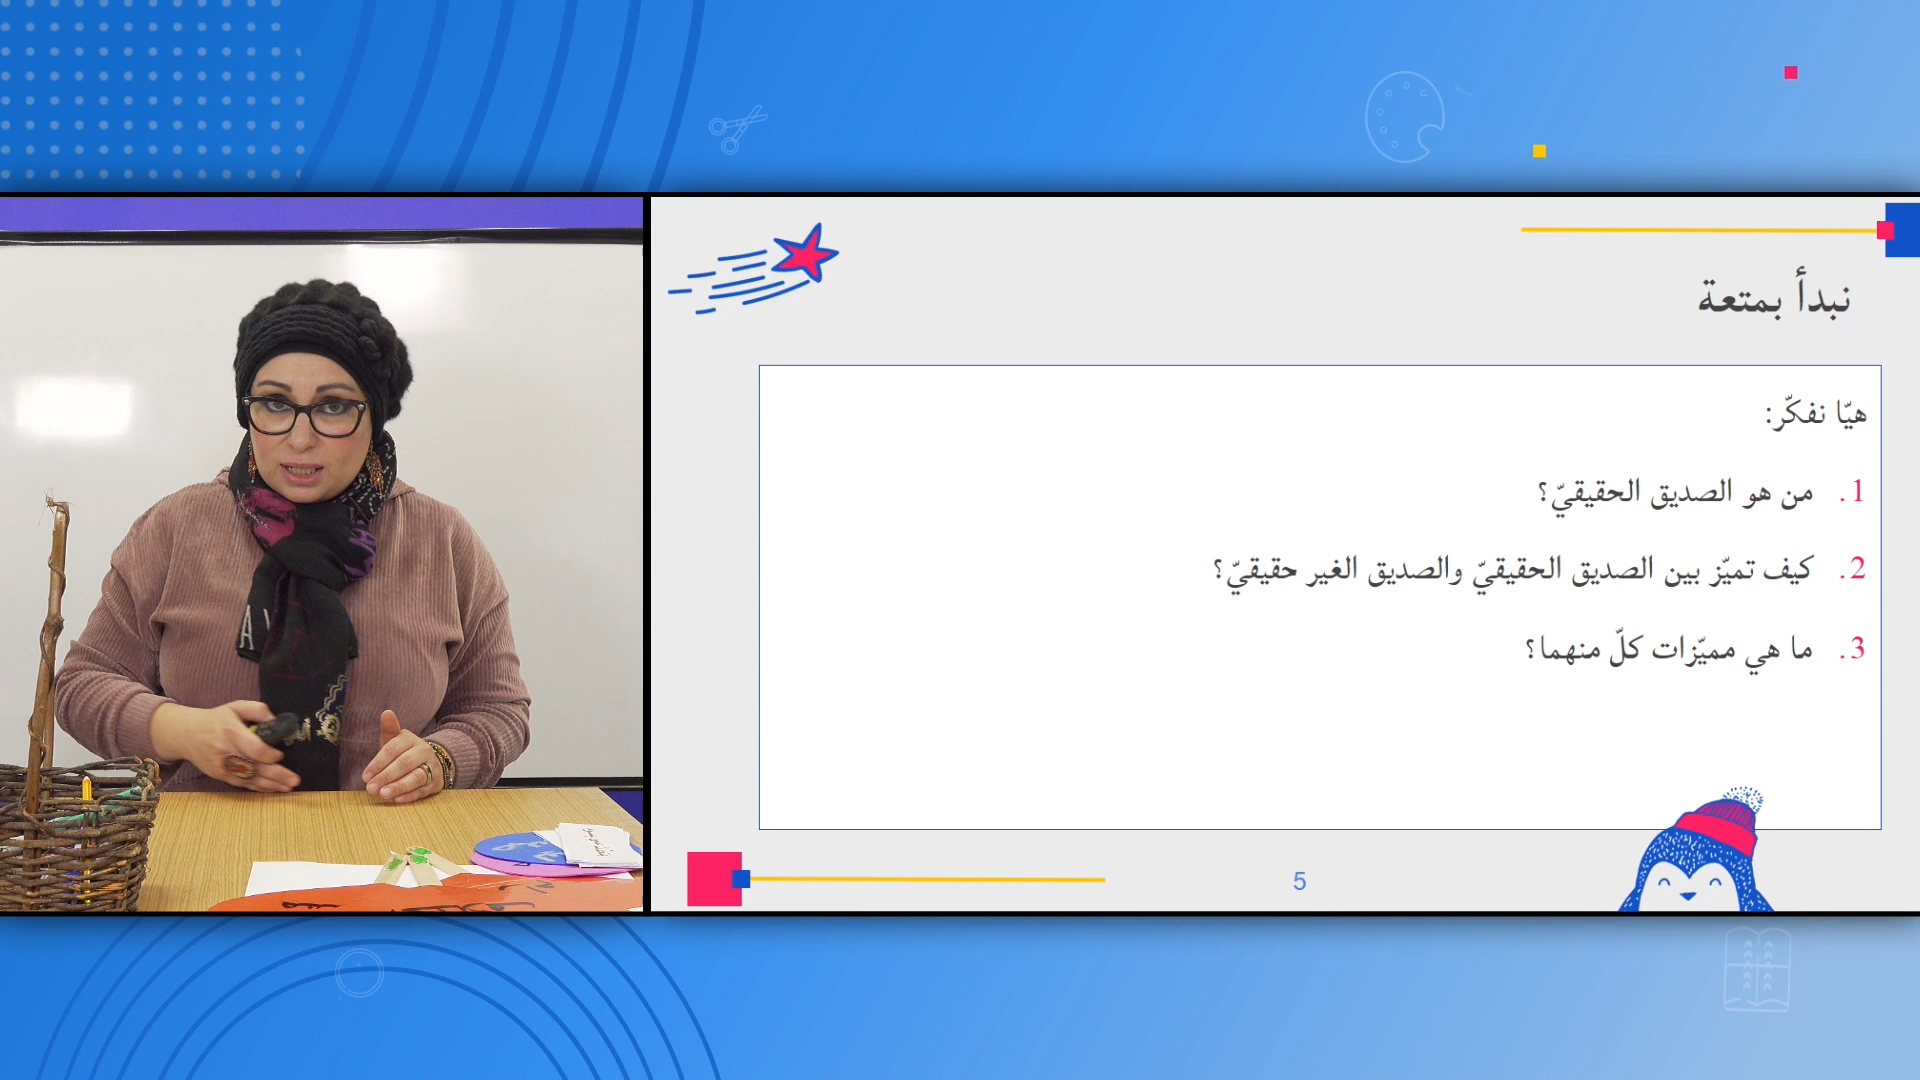 نبدأ بمتعة
هيّا نفكّر:
1. من هو الصديق الحقيقيّ؟
2. كيف تميّز بين الصديق الحقيقيّ والصديق الغير حقيقيّ؟
3. ما هي مميّزات كلّ منهما؟
5